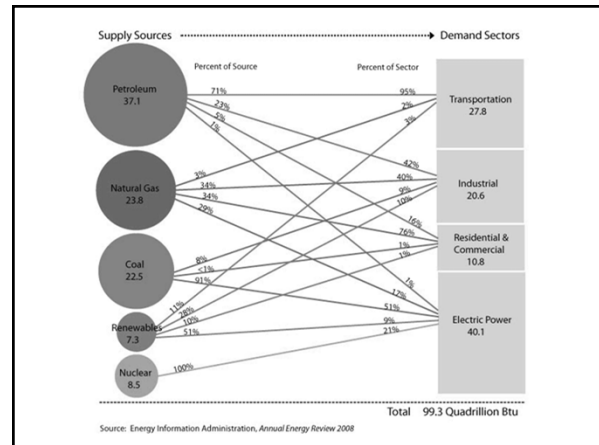 Supply Sources
Demand Sectors
Percent of Source
Percent of Sector
Petroleum
37.1
71%
23%
5%
1%
Natural Gas
23.8
3%
34%
34%
29%
Coal
22.5
8%
<1%
91%
Renewables
7.3
11%
28%
10%
51%
Nuclear
8.5
100%
95%
2%
3%
Transportation
27.8
42%
40%
9%
10%
Industrial
20.6
16%
76%
1%
1%
Residential &
Commercial
10.8
1%
17%
51%
9%
21%
Electric Power
40.1
Total 99.3 Quadrillion Btu
Source: Energy Information Administration, Annual Energy Review 2008